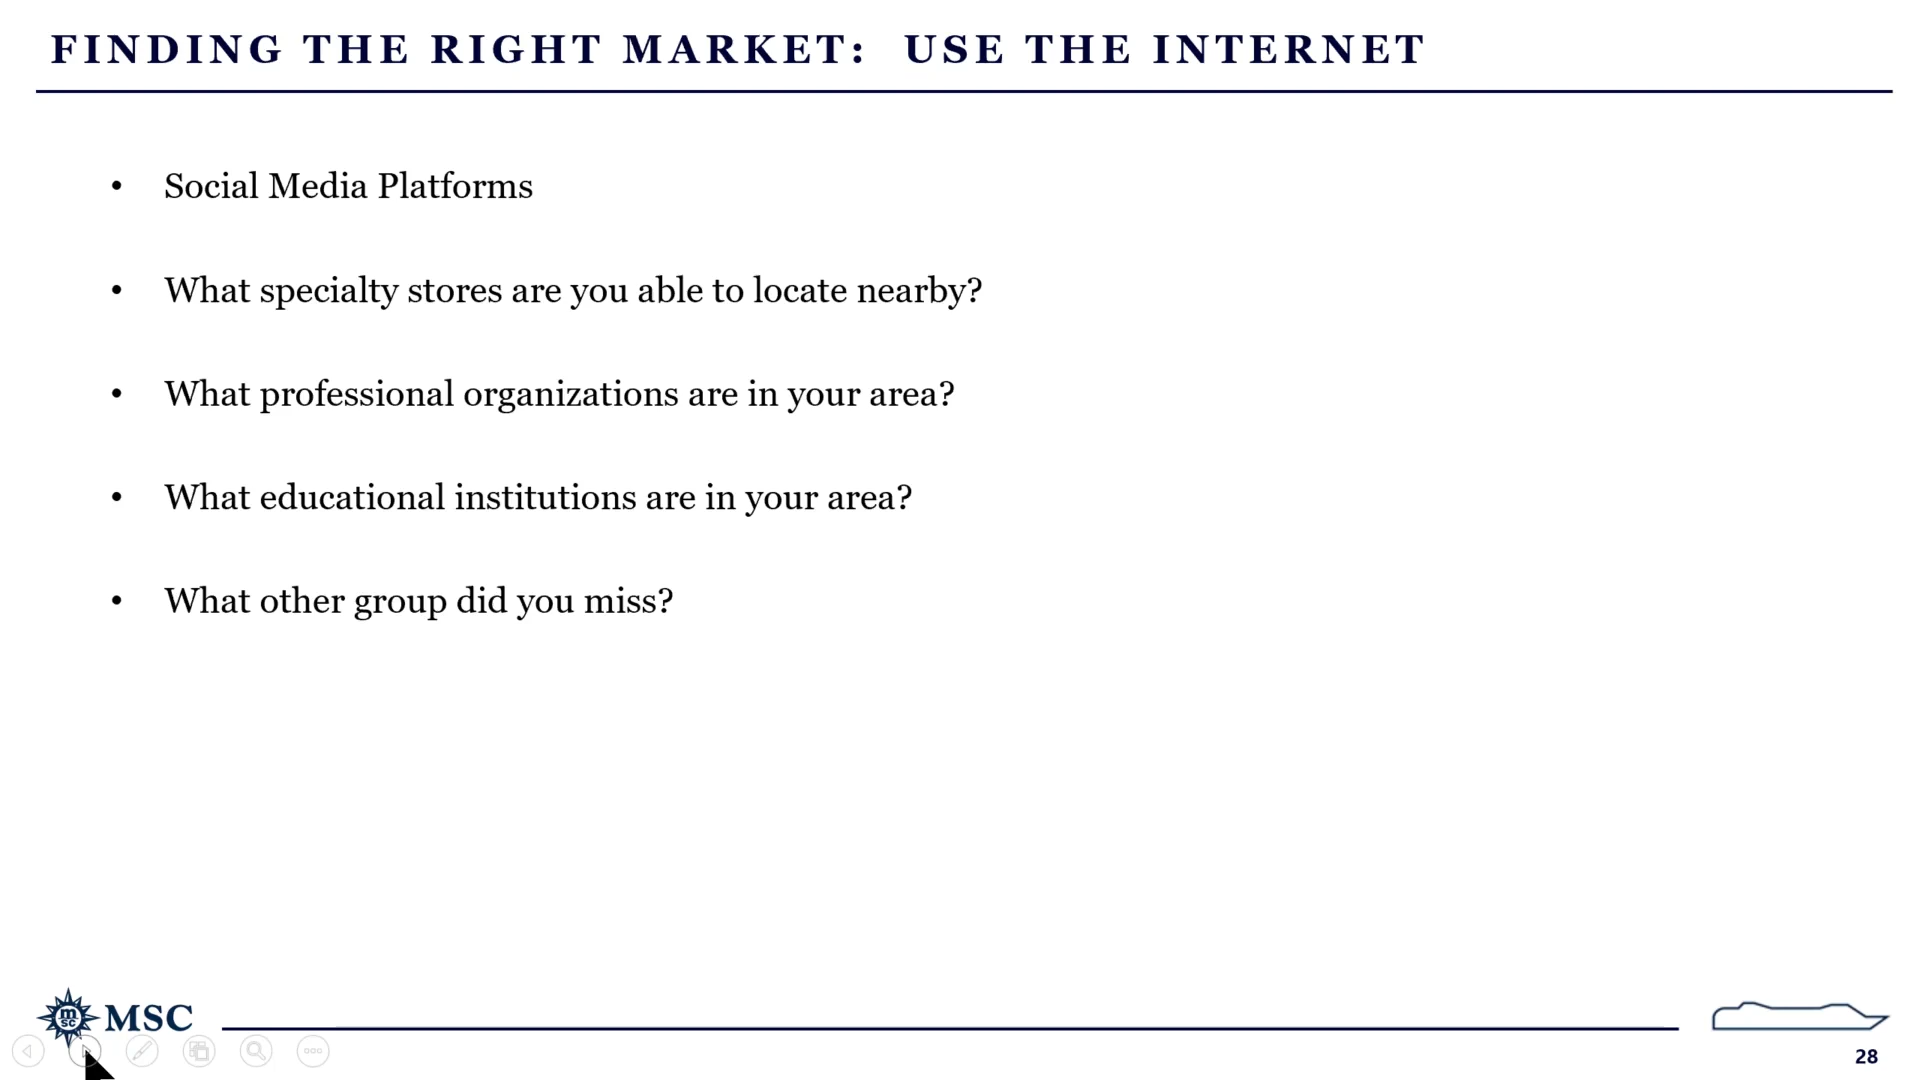 FINDING THE RIGHT MARKET: USE THE INTERNET
• Social Media Platforms
• What specialty stores are you able to locate nearby?
• What professional organizations are in your area?
• What educational institutions are in your area?
• What other group did you miss?
m
sc
MSC
28